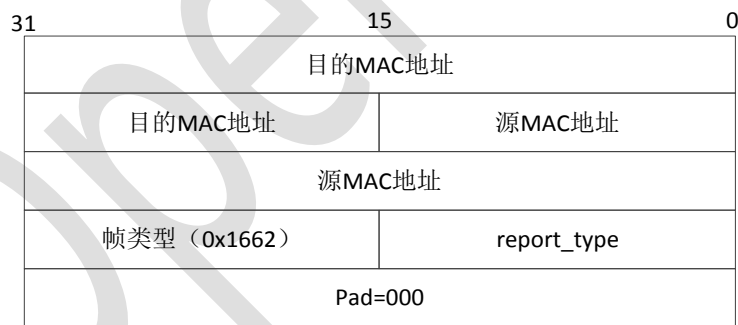 31 15 0
目的MAC地址
目的MAC地址 源MAC地址
源MAC地址
帧类型（0x1662） report_type
Pad=000